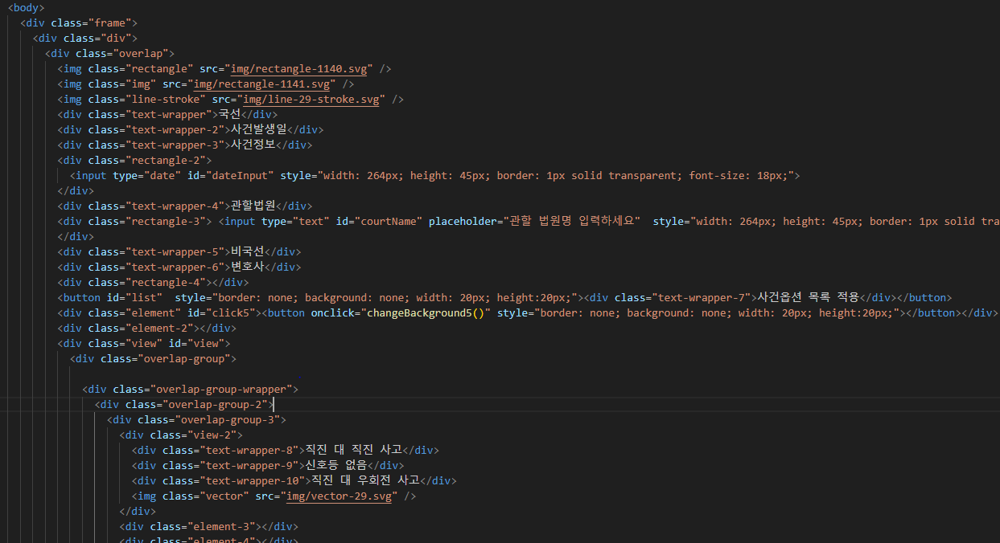 <body>
<div class="frame">
<div class="div">
<div class="overlap">
<img class="rectangle" src="img/rectangle-1140.svg" />
<img class="img" src="img/rectangle-1141.svg" />
<img class="line-stroke" src="img/line-29-stroke.svg" />
<div class="text-wrapper">국선</div>
<div class="text-wrapper-2">사건발생일</div>
<div class="text-wrapper-3">사건정보</div>
<div class="rectangle-2">
<input type="date" id="dateInput" style="width: 264px; height: 45px; border: 1px solid transparent; font-size: 18px;">
</div>
<div class="text-wrapper-4">관할법원</div>
<div class="rectangle-3"> <input type="text" id="courtName" placeholder="관할 법원명 입력하세요"  style="width: 264px; height: 45px; border: 1px solid tra
</div>
<div class="text-wrapper-5">비국선</div>
<div class="text-wrapper-6">변호사</div>
<div class="rectangle-4"></div>
<button id="list"  style="border: none; background: none; width: 20px; height:20px;"><div class="text-wrapper-7">사건옵션 목록 적용</div></button>
<div class="element" id="click5"><button onclick="changeBackground5()" style="border: none; background: none; width: 20px; height:20px;"></button></div>
<div class="element-2"></div>
<div class="view" id="view">
<div class="overlap-group">
<div class="overlap-group-wrapper">
<div class="overlap-group-2">
<div class="overlap-group-3">
<div class="view-2">
<div class="text-wrapper-8">직진 대 직진 사고</div>
<div class="text-wrapper-9">신호등 없음</div>
<div class="text-wrapper-10">직진 대 우회전 사고</div>
<img class="vector" src="img/vector-29.svg" />
</div>
<div class="element-3"></div>
<div class="element-4"></div>